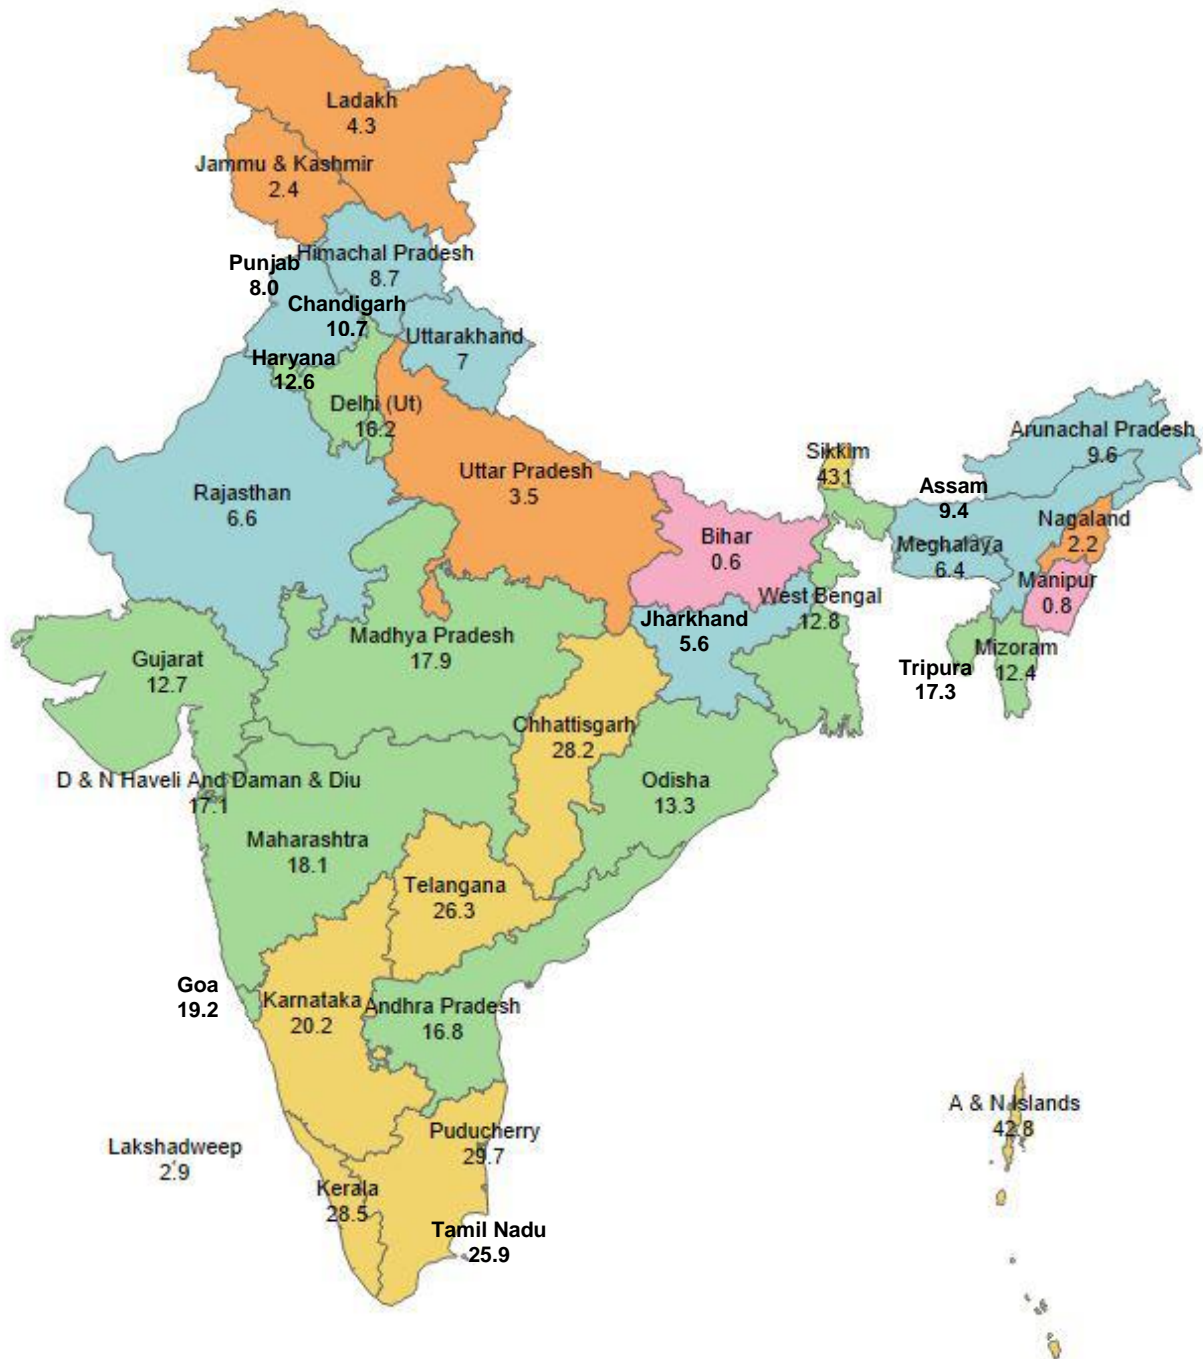 Ladakh
4.3
Jammu & Kashmir
2.4
Himachal Pradesh
8.7
Punjab
8.0
Chandigarh
10.7
Uttarakhand
7
Haryana
12.6
Delhi (Ut)
16.2
Uttar Pradesh
3.5
Rajasthan
6.6
Sikkim
43.1
Arunachal Pradesh
9.6
Assam
9.4
Nagaland
2.2
Meghalaya
6.4
Manipur
0.8
Bihar
0.6
West Bengal
12.8
Jharkhand
5.6
Madhya Pradesh
17.9
Gujarat
12.7
Mizoram
12.4
Tripura
17.3
Chhattisgarh
28.2
D & N Haveli And Daman & Diu
17.1
Odisha
13.3
Maharashtra
18.1
Telangana
26.3
Goa
19.2
Karnataka
20.2
Andhra Pradesh
16.8
A & N Islands
42.8
Puducherry
29.7
Lakshadweep
2.9
Kerala
28.5
Tamil Nadu
25.9